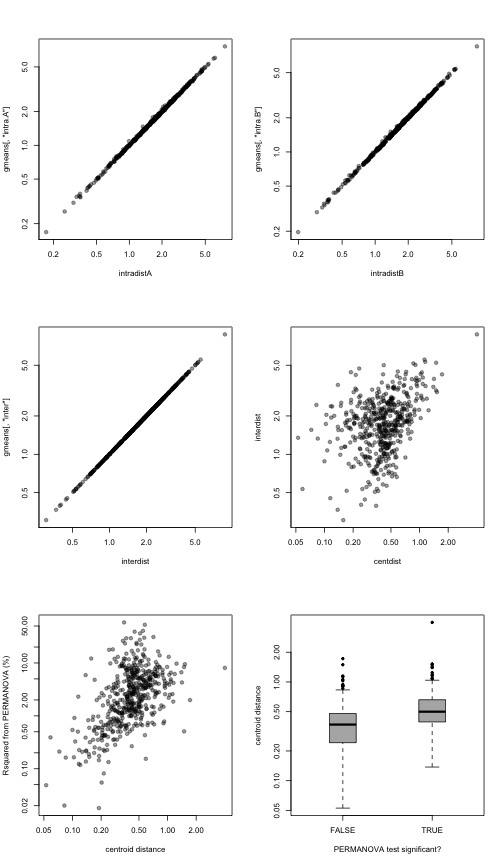 gmeans[, "intra.A"]
0.2 0.5 1.0 2.0 5.0
0.2 0.5 1.0 2.0 5.0
intradistA
gmeans[, "intra.B"]
0.2 0.5 1.0 2.0 5.0
0.2 0.5 1.0 2.0 5.0
intradistB
gmeans[, "inter"]
0.5 1.0 2.0 5.0
0.5 1.0 2.0 5.0
interdist
interdist
0.5 1.0 2.0 5.0
0.05 0.10 0.20 0.50 1.00 2.00
centdist
Rsquared from PERMANOVA (%)
0.02 0.10 0.50 2.00 10.00 50.00
0.05 0.10 0.20 0.50 1.00 2.00
centroid distance
centroid distance
0.05 0.10 0.20 0.50 1.00 2.00
FALSE TRUE
PERMANOVA test significant?